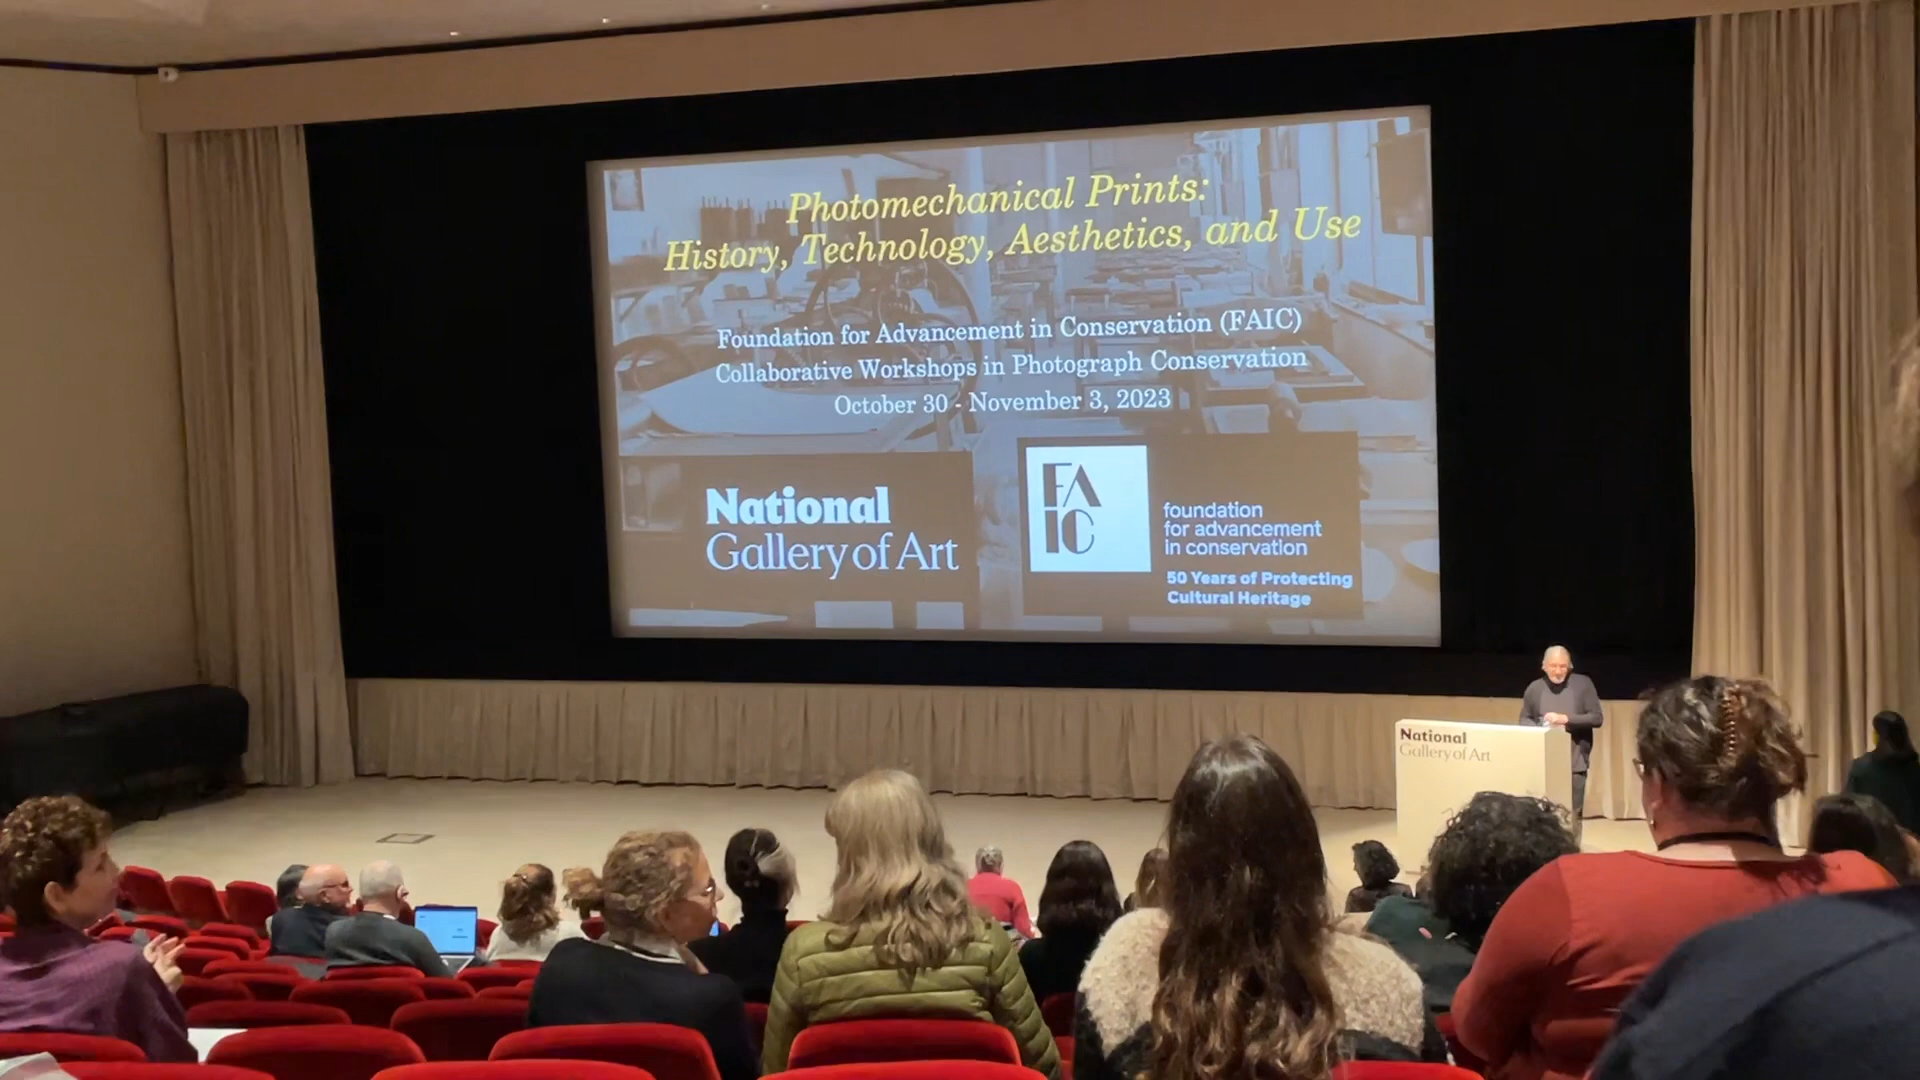 Photomechanical Prints:
History, Technology, Aesthetics, and Use
Foundation for Advancement in Conservation (FAIC)
Collaborative Workshops in Photograph Conservation
October 30 - November 3, 2023
National
Gallery of Art
FA
IC
foundation
for advancement
in conservation
50 Years of Protecting
Cultural Heritage
National
Gallery of Art